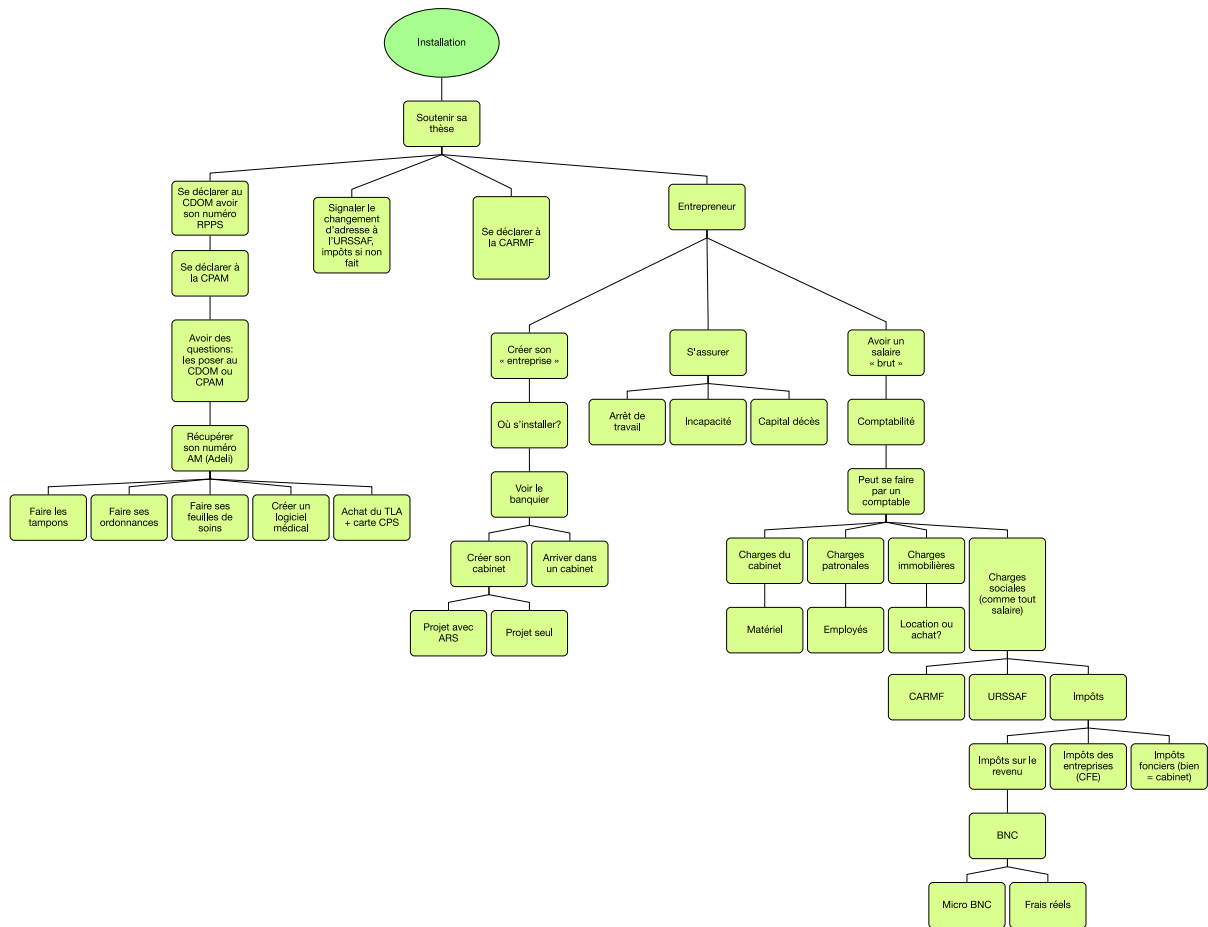 Installation
Soutenir sa
thèse
Se déclarer au
CDOM avoir
son numéro
RPPS
Signaler le
changement
d'adresse à
l'URSSAF,
impôts si non
fait
Se déclarer à
la CARMF
Entrepreneur
Se déclarer à
la CPAM
Avoir des
questions:
les poser au
CDOM ou
CPAM
Récupérer
son numéro
AM (Adeli)
Faire les
tampons
Faire ses
ordonnances
Faire ses
feuilles de
soins
Créer un
logiciel
médical
Achat du TLA
+ carte CPS
Créer son
« entreprise »
S'assurer
Avoir un
salaire
« brut »
Où s'installer?
Arrêt de
travail
Incapacité
Capital décès
Comptabilité
Voir le
banquier
Peut se faire
par un
comptable
Créer son
cabinet
Arriver dans
un cabinet
Projet avec
ARS
Projet seul
Charges du
cabinet
Charges
patronales
Charges
immobilières
Charges
sociales
(comme tout
salaire)
Matériel
Employés
Location ou
achat?
CARMF
URSSAF
Impôts
Impôts sur le
revenu
Impôts des
entreprises
(CFE)
Impôts
fonciers (bien
= cabinet)
BNC
Micro BNC
Frais réels